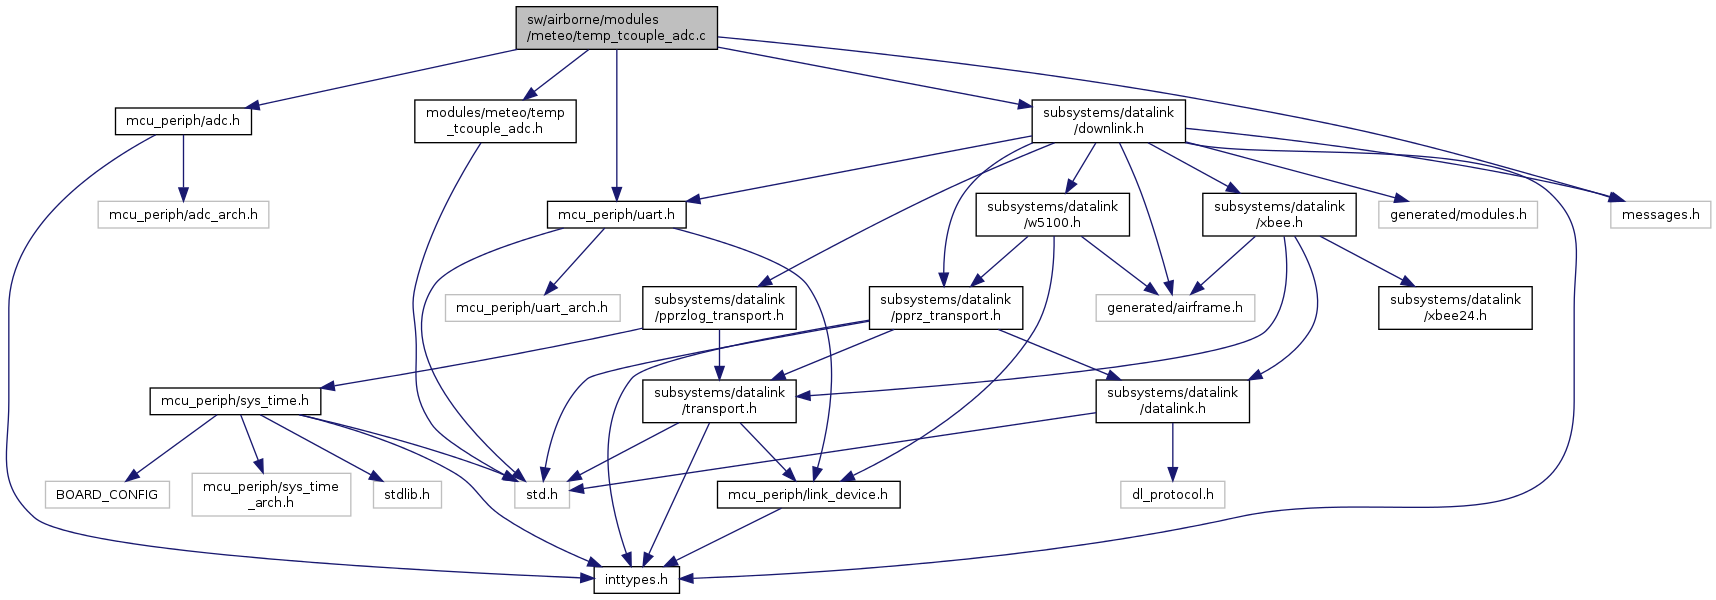 sw/airborne/modules
/meteo/temp_tcouple_adc.c
mcu_periph/adc.h
modules/meteo/temp
_tcouple_adc.h
subsystems/datalink
/downlink.h
mcu_periph/adc_arch.h
mcu_periph/uart.h
subsystems/datalink
/w5100.h
subsystems/datalink
/xbee.h
generated/modules.h
messages.h
mcu_periph/uart_arch.h
subsystems/datalink
/pprzlog_transport.h
subsystems/datalink
/pprz_transport.h
generated/airframe.h
subsystems/datalink
/xbee24.h
mcu_periph/sys_time.h
subsystems/datalink
/transport.h
subsystems/datalink
/datalink.h
BOARD_CONFIG
mcu_periph/sys_time
_arch.h
stdlib.h
std.h
mcu_periph/link_device.h
dl_protocol.h
inttypes.h